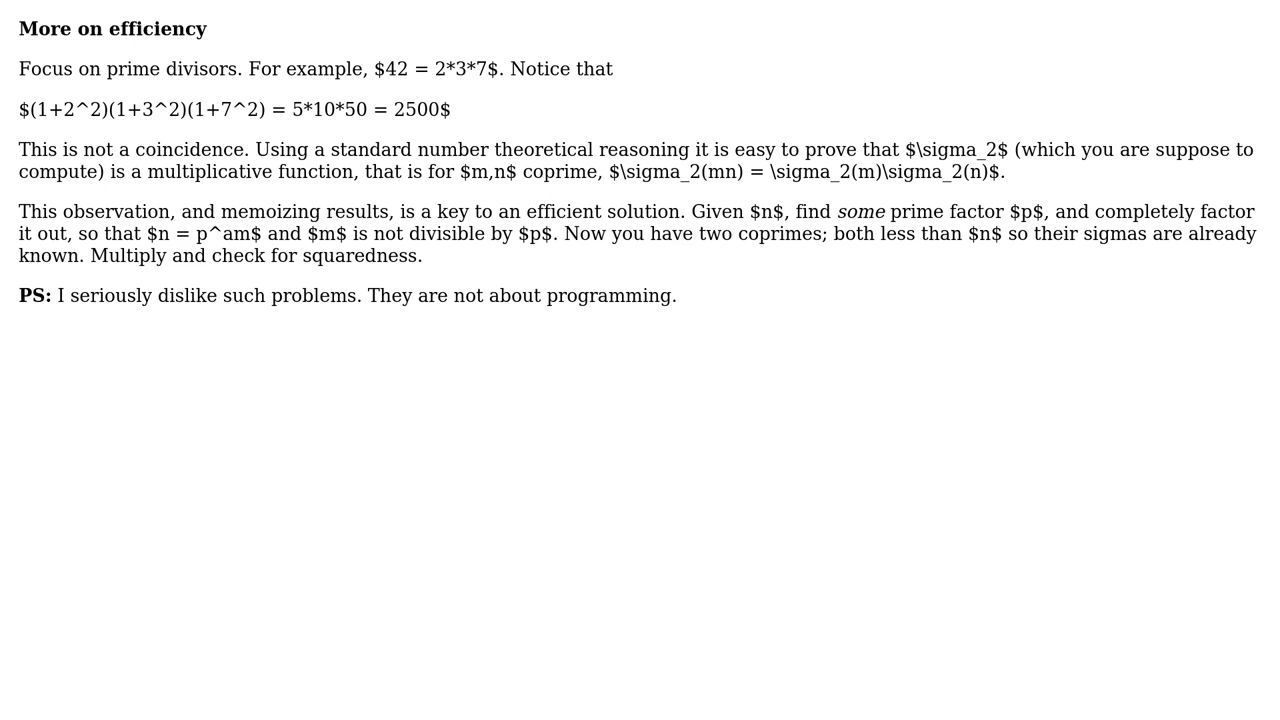 More on efficiency
Focus on prime divisors. For example, $42 = 2*3*7$. Notice that
$(1+2^2)(1+3^2)(1+7^2) = 5*10*50 = 2500$
This is not a coincidence. Using a standard number theoretical reasoning it is easy to prove that $\sigma_2$ (which you are suppose to
compute) is a multiplicative function, that is for $m,n$ coprime, $\sigma_2(mn) = \sigma_2(m)\sigma_2(n)$.
This observation, and memoizing results, is a key to an efficient solution. Given $n$, find some prime factor $p$, and completely factor
it out, so that $n = p^am$ and $m$ is not divisible by $p$. Now you have two coprimes; both less than $n$ so their sigmas are already
known. Multiply and check for squaredness.
PS: I seriously dislike such problems. They are not about programming.